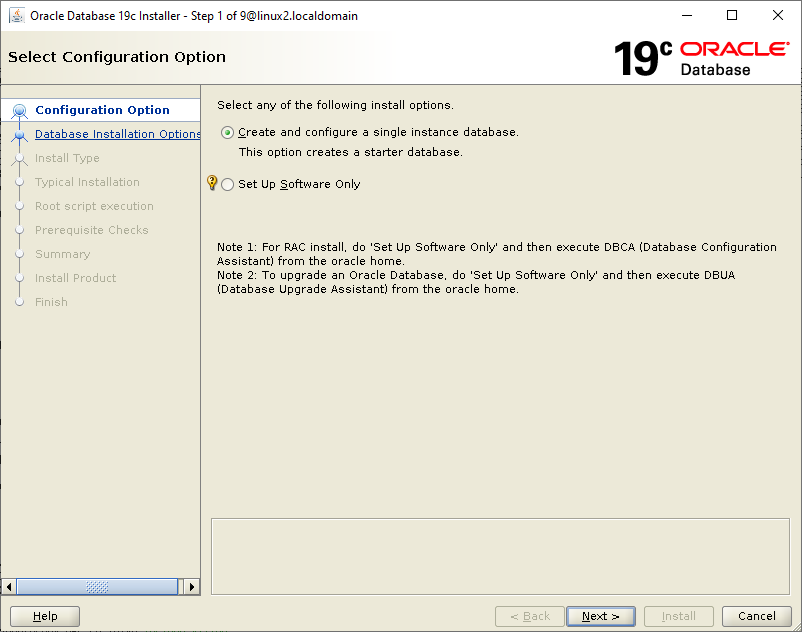 Oracle Database 19c Installer - Step 1 of 9@linux2.localdomain
Select Configuration Option
19c ORACLE
Database
Configuration Option
Database Installation Options
Install Type
Typical Installation
Root script execution
Prerequisite Checks
Summary
Install Product
Finish
Select any of the following install options.
Create and configure a single instance database.
This option creates a starter database.
Set Up Software Only
Note 1: For RAC install, do 'Set Up Software Only' and then execute DBCA (Database Configuration
Assistant) from the oracle home.
Note 2: To upgrade an Oracle Database, do 'Set Up Software Only' and then execute DBUA
(Database Upgrade Assistant) from the oracle home.
Help
< Back
Next >
Install
Cancel